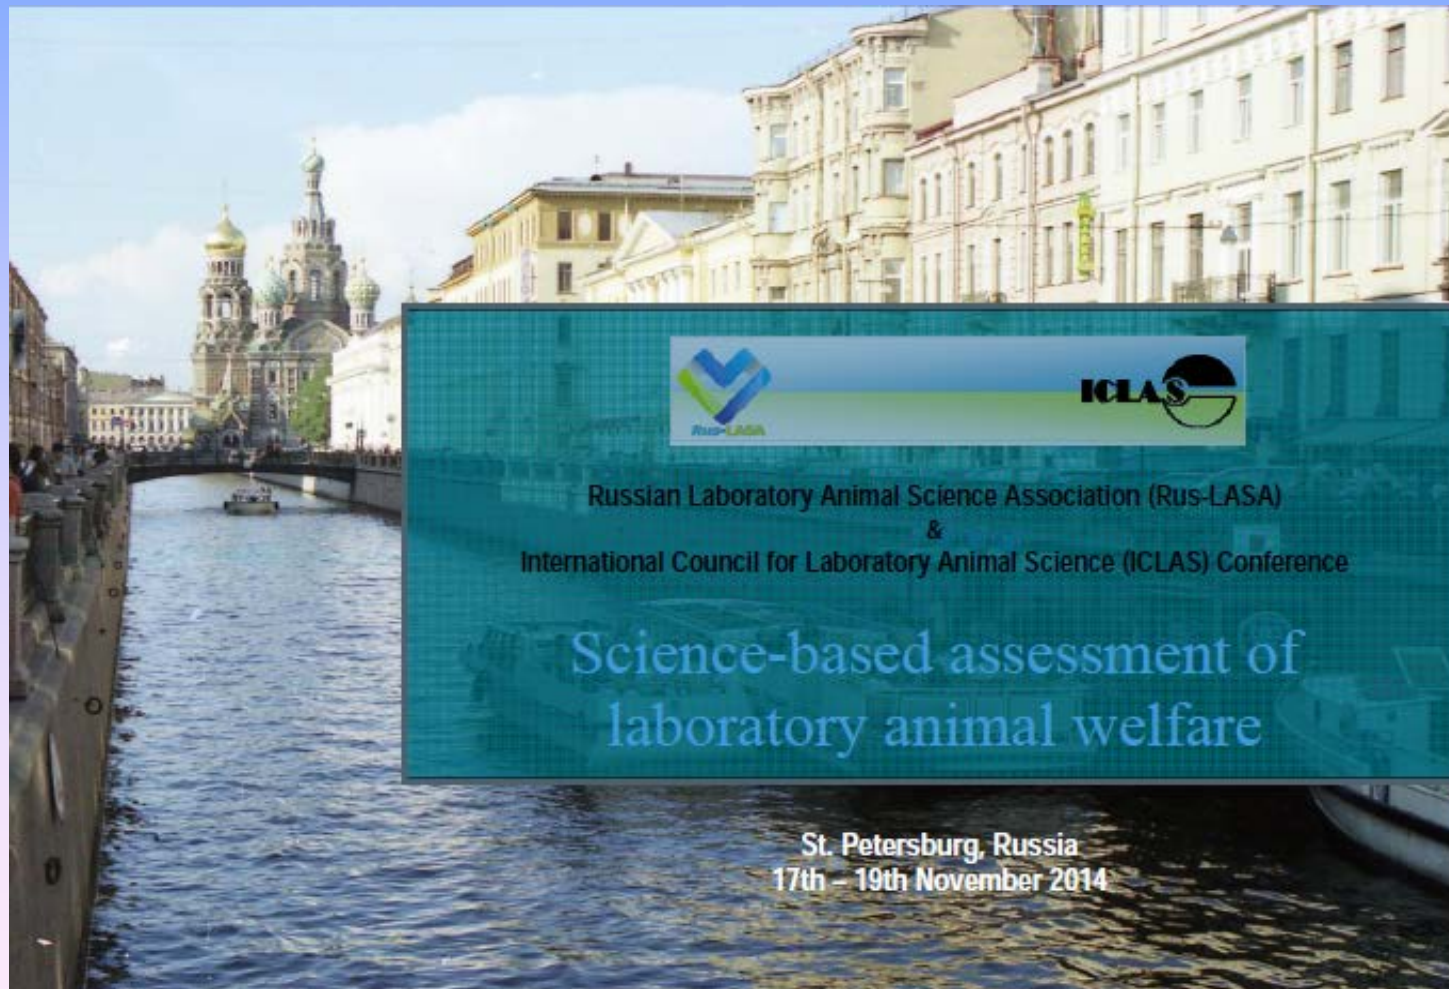 Rus-LASA
ICLAS
Russian Laboratory Animal Science Association (Rus-LASA)
&
International Council for Laboratory Animal Science (ICLAS) Conference
Science-based assessment of
laboratory animal welfare
St. Petersburg, Russia
17th – 19th November 2014